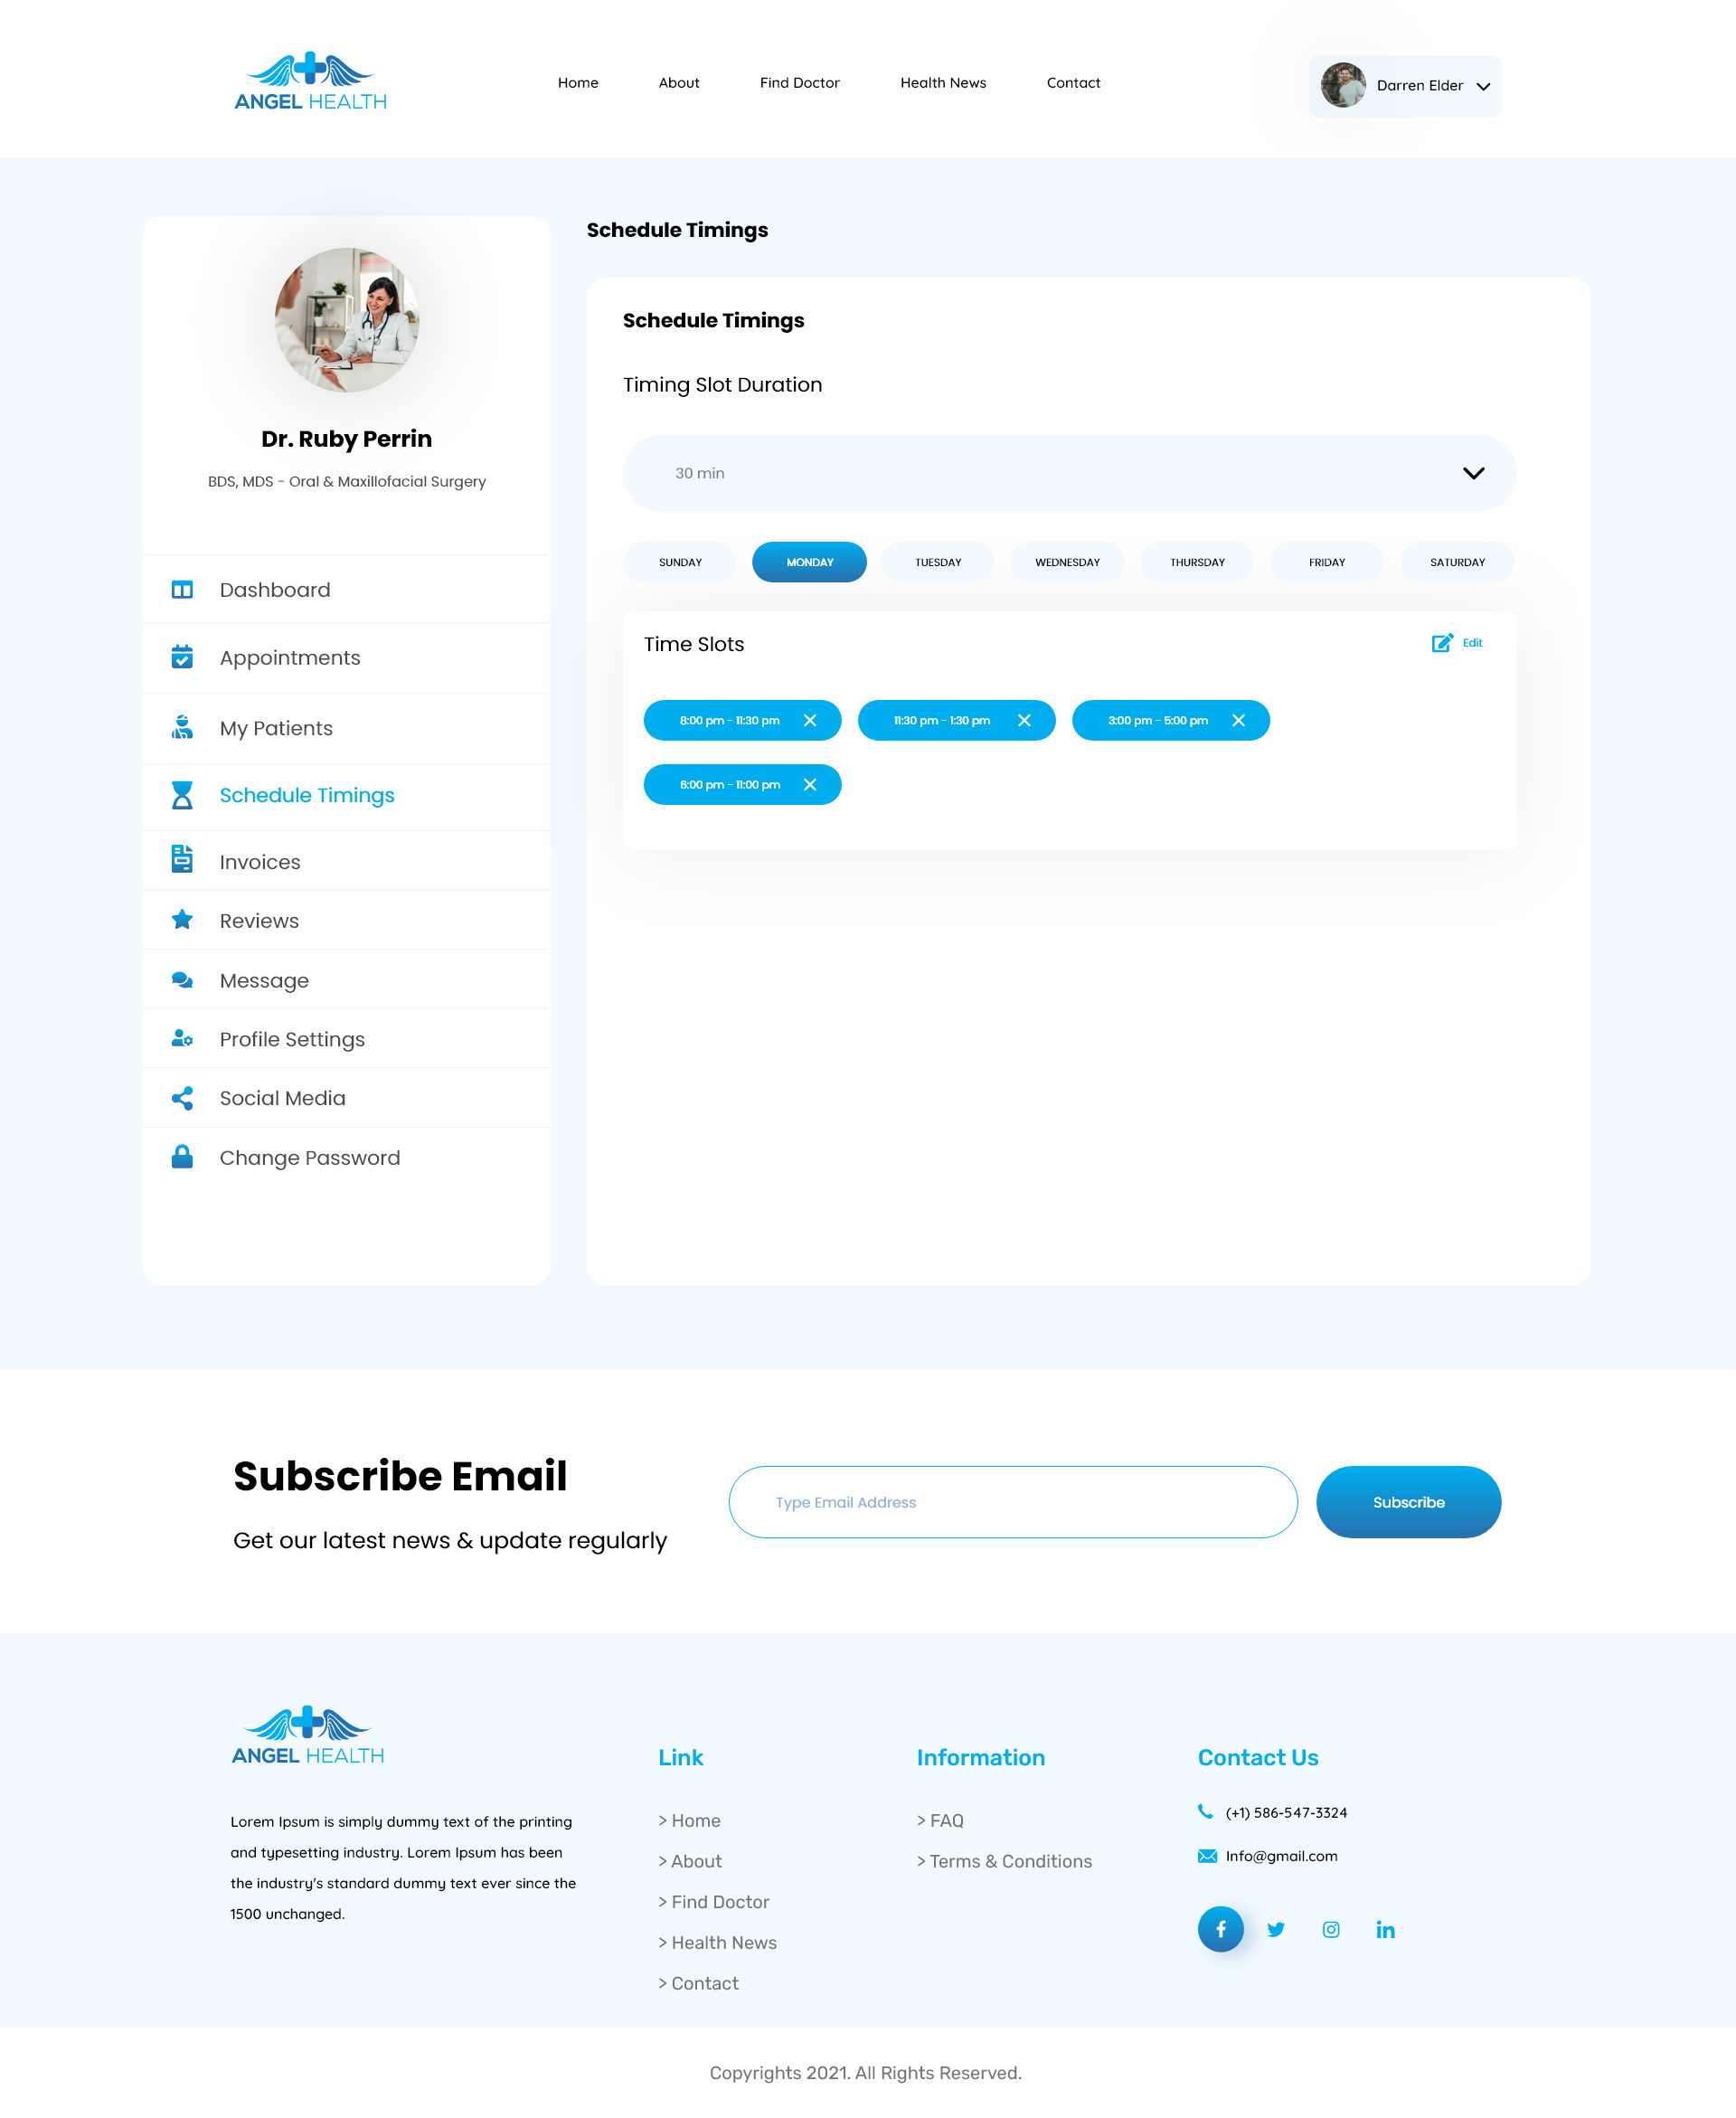 ANGEL HEALTH
Home
About
Find Doctor
Health News
Contact
Darren Elder
Dr. Ruby Perrin
BDS, MDS - Oral & Maxillofacial Surgery
Dashboard
Appointments
My Patients
Schedule Timings
Invoices
Reviews
Message
Profile Settings
Social Media
Change Password
Schedule Timings
Schedule Timings
Timing Slot Duration
30 min
SUNDAY
MONDAY
TUESDAY
WEDNESDAY
THURSDAY
FRIDAY
SATURDAY
Time Slots
Edit
8:00 pm - 11:30 pm
11:30 pm - 1:30 pm
3:00 pm - 5:00 pm
6:00 pm - 11:00 pm
Subscribe Email
Get our latest news & update regularly
Type Email Address
Subscribe
ANGEL HEALTH
Lorem Ipsum is simply dummy text of the printing
and typesetting industry. Lorem Ipsum has been
the industry's standard dummy text ever since the
1500 unchanged.
Link
> Home
> About
> Find Doctor
> Health News
> Contact
Information
> FAQ
> Terms & Conditions
Contact Us
(+1) 586-547-3324
Info@gmail.com
Copyrights 2021. All Rights Reserved.